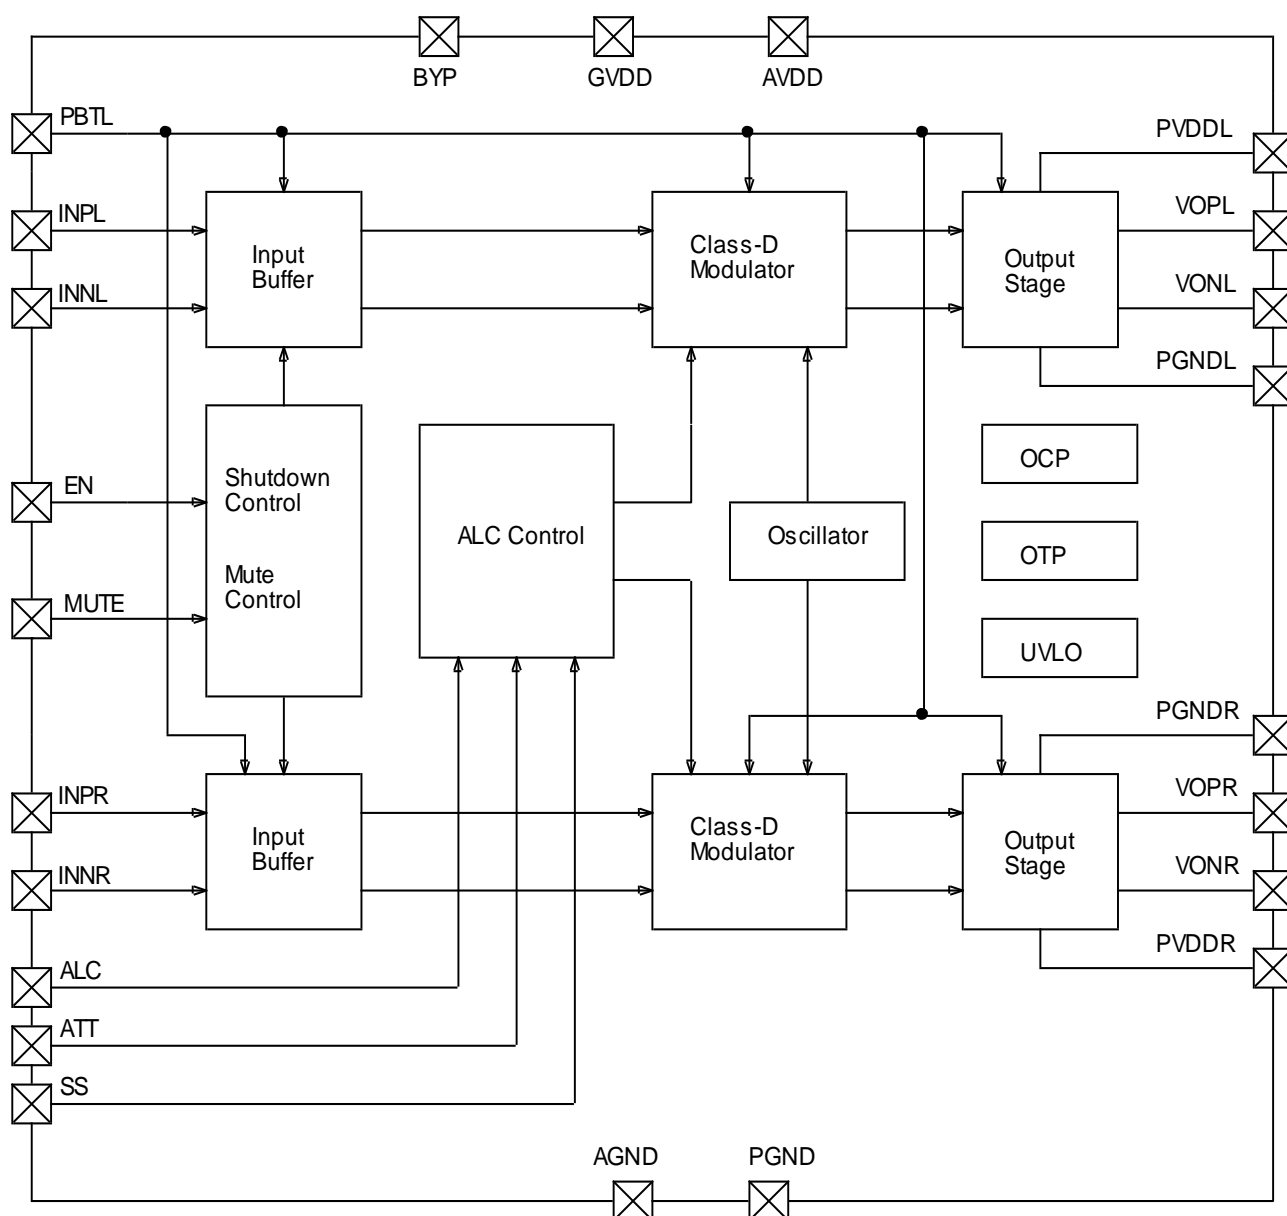 BYP
GVDD
AVDD
PBTL
PVDDL
INPL
VOPL
Input
Buffer
Class-D
Modulator
Output
Stage
INNL
VONL
PGNDL
Shutdown
Control
EN
OCP
ALC Control
Oscillator
OTP
Mute
Control
MUTE
UVLO
PGNDR
INPR
VOPR
Input
Buffer
Class-D
Modulator
Output
Stage
INNR
VONR
PVDDR
ALC
ATT
SS
AGND
PGND